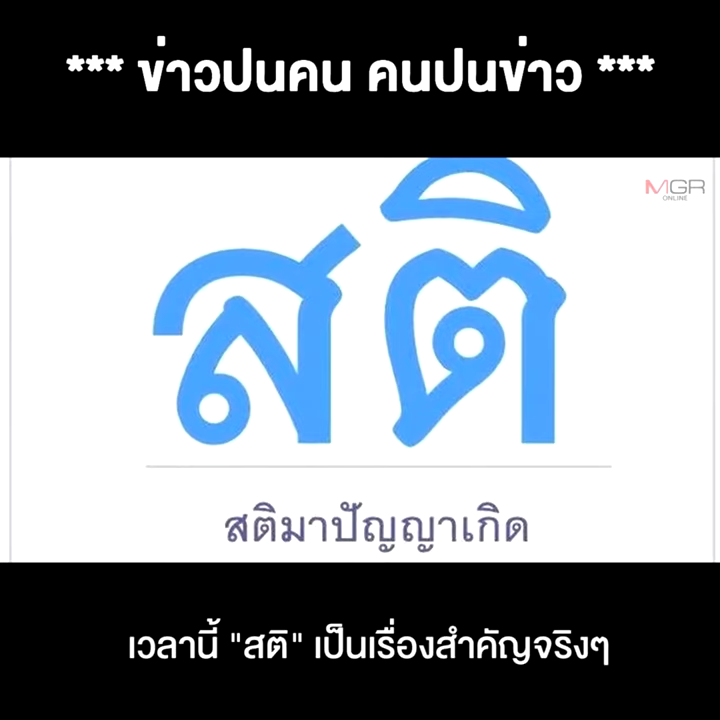 *** ข่าวปนคน คนปนข่าว ***
MGR
ONLINE
สติ
สติมาปัญญาเกิด
เวลานี้ "สติ" เป็นเรื่องสำคัญจริงๆ